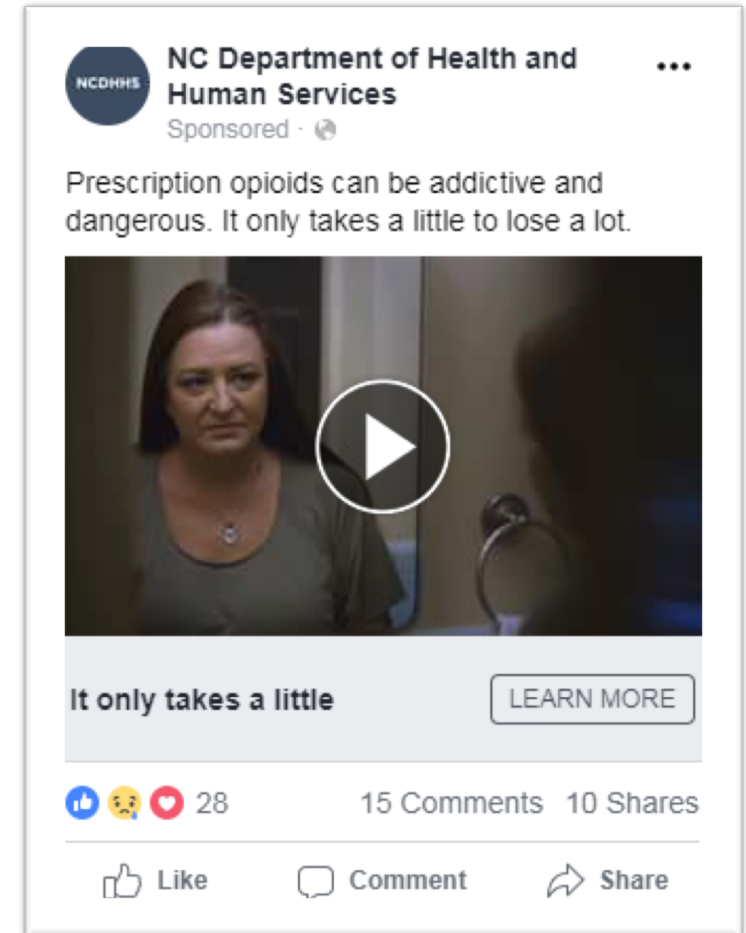 NCDHHS
NC Department of Health and
Human Services
Sponsored ·
Prescription opioids can be addictive and
dangerous. It only takes a little to lose a lot.
It only takes a little
LEARN MORE
28
15 Comments 10 Shares
Like
Comment
Share